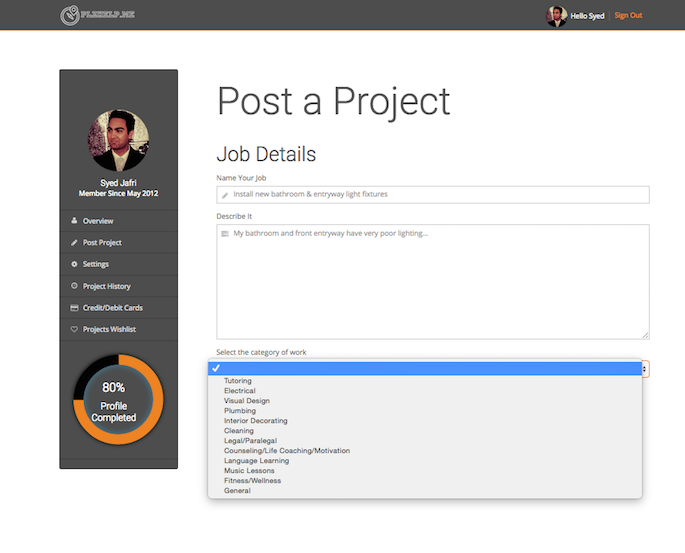 PLZHELP.ME
Hello Syed | Sign Out
Syed Jafri
Member Since May 2012
Overview
Post Project
Settings
Project History
Credit/Debit Cards
Projects Wishlist
80%
Profile
Completed
Post a Project
Job Details
Name Your Job
Install new bathroom & entryway light fixtures
Describe It
My bathroom and front entryway have very poor lighting...
Select the category of work
Tutoring
Electrical
Visual Design
Plumbing
Interior Decorating
Cleaning
Legal/Paralegal
Counseling/Life Coaching/Motivation
Language Learning
Music Lessons
Fitness/Wellness
General